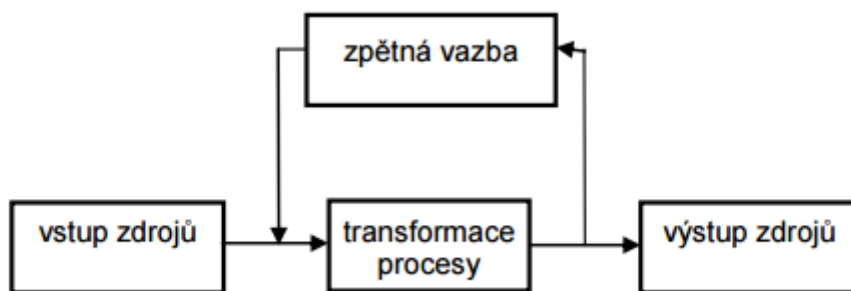 zpětná vazba
vstup zdrojů
transformace
procesy
výstup zdrojů